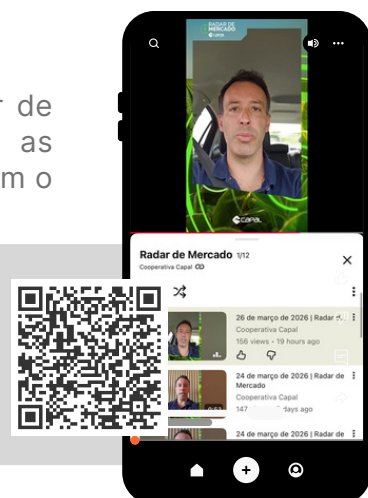 r de
as
m o
RADAR DE
MERCADO
CAPAL
Radar de Mercado 1/12
Cooperativa Capal
26 de março de 2026 | Radar d
Cooperativa Capal
156 views • 19 hours ago
24 de março de 2026 | Radar de
Mercado
Cooperativa Capal
147 days ago
24 de março de 2026 | Radar de